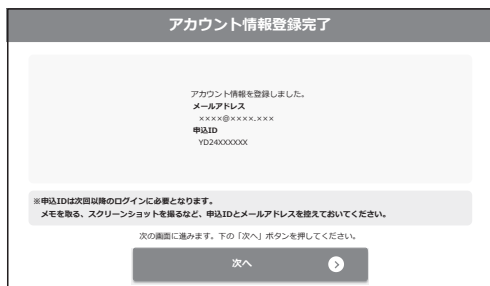 アカウント情報登録完了
アカウント情報を登録しました。
メールアドレス
××××@××××.×××
申込ID
YD24XXXXXX
※申込IDは次回以降のログインに必要となります。
メモを取る、スクリーンショットを撮るなど、申込IDとメールアドレスを控えておいてください。
次の画面に進みます。下の「次へ」ボタンを押してください。
次へ